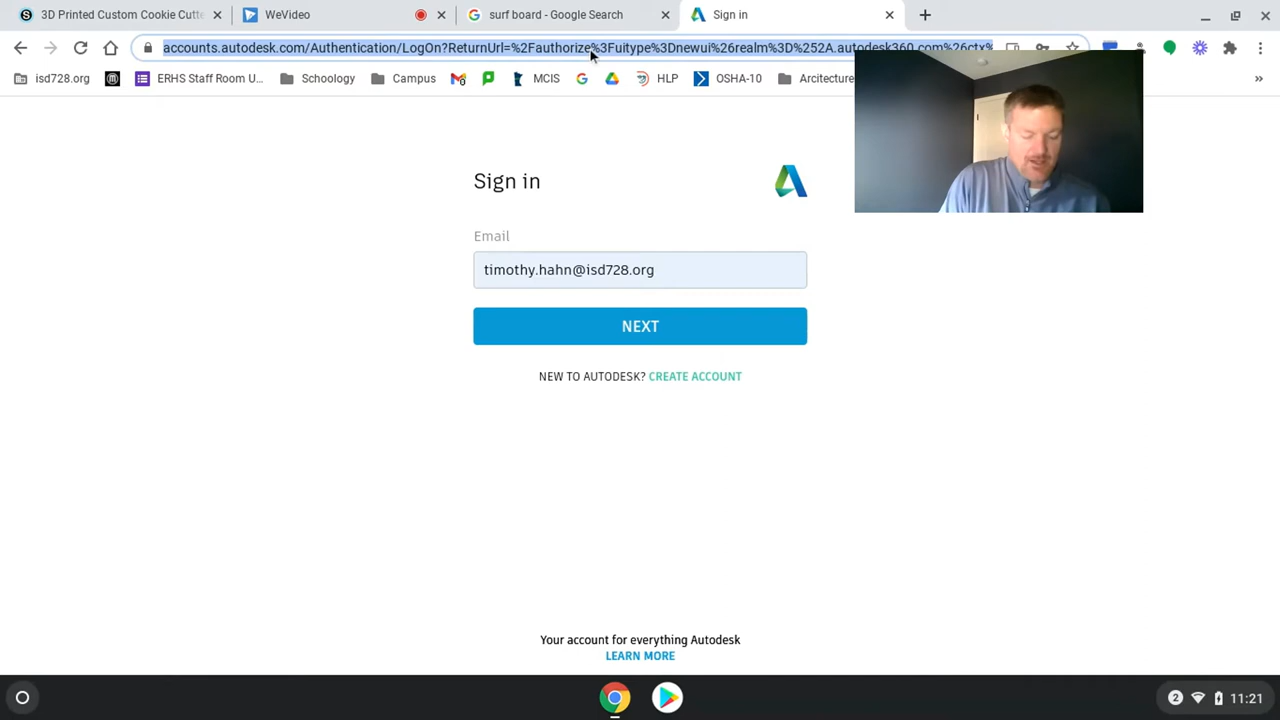 3D Printed Custom Cookie Cutte
WeVideo
surf board - Google Search
Sign in
accounts.autodesk.com/Authentication/LogOn?ReturnUrl=%2Fauthorize%3Fuitype%3Dnewui%26realm%3D%252A.autodesk360.com%26ctx%
isd728.org
ERHS Staff Room U...
Schoology
Campus
MCIS
HLP
OSHA-10
Arcitecture
»
Sign in
Email
timothy.hahn@isd728.org
NEXT
NEW TO AUTODESK? CREATE ACCOUNT
Your account for everything Autodesk
LEARN MORE
2
11:21